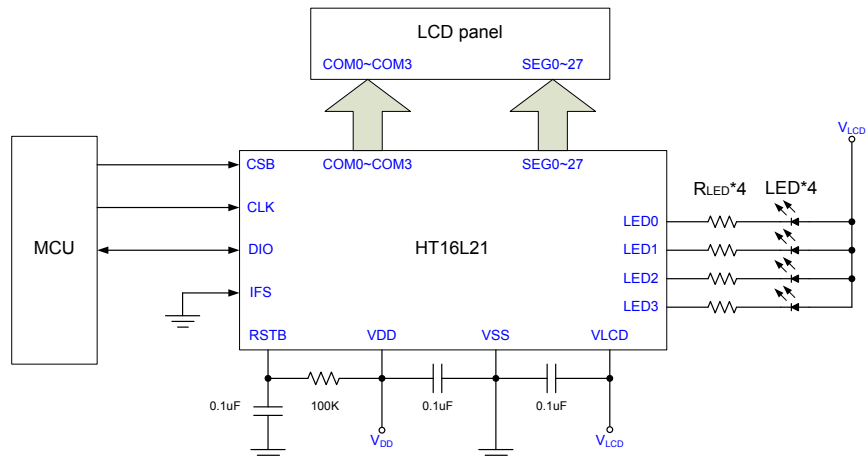 LCD panel
COM0~COM3 SEG0~27
VLCD
CSB COM0~COM3 SEG0~27
RLED*4 LED*4
CLK
LED0
MCU DIO HT16L21 LED1
LED2
IFS
LED3
RSTB VDD VSS VLCD
0.1uF 100K 0.1uF 0.1uF
VDD VLCD